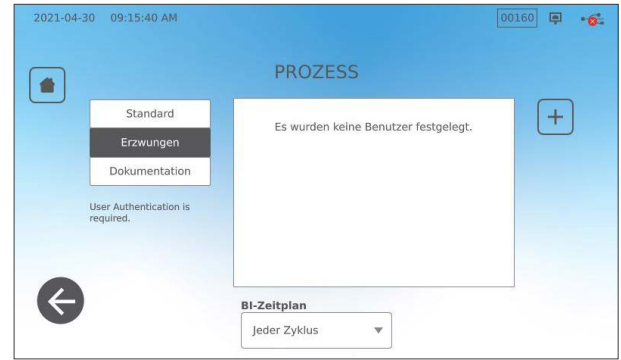 2021-04-30 09:15:40 AM
00160
PROZESS
Standard
Erzwungen
Dokumentation
User Authentication is
required.
Es wurden keine Benutzer festgelegt.
BI-Zeitplan
Jeder Zyklus